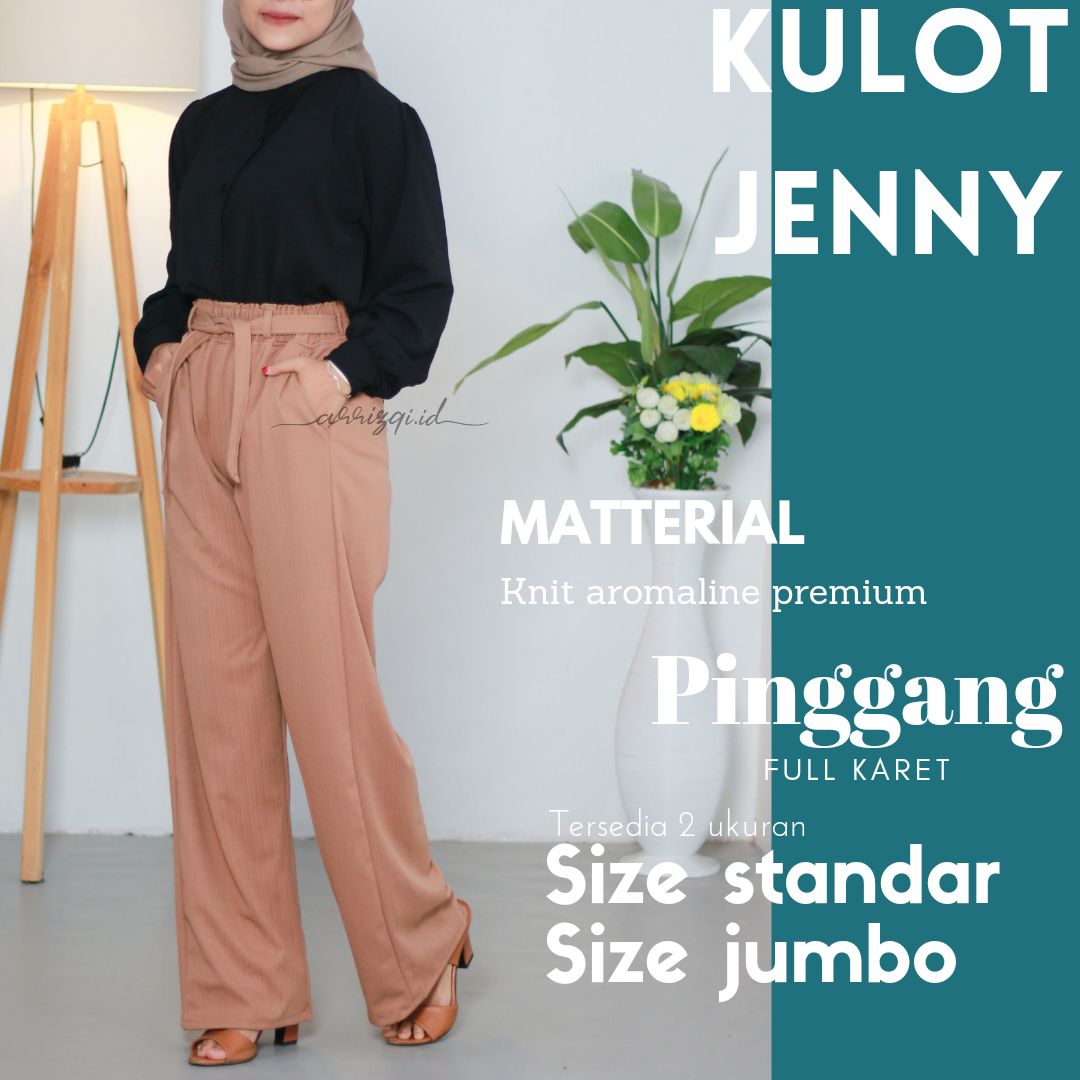 KULOT
JENNY
arrizqi.id
MATTERIAL
Knit aromaline premium
Pinggang
FULL KARET
Tersedia 2 ukuran
Size standar
Size jumbo